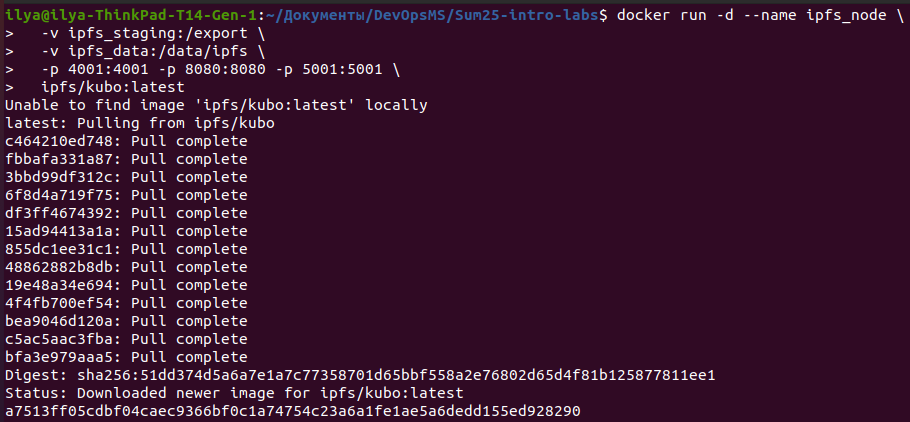 ilya@ilya-ThinkPad-T14-Gen-1:~/Документы/DevOpsMS/Sum25-intro-labs$ docker run -d --name ipfs_node \
>   -v ipfs_staging:/export \
>   -v ipfs_data:/data/ipfs \
>   -p 4001:4001 -p 8080:8080 -p 5001:5001 \
>   ipfs/kubo:latest
Unable to find image 'ipfs/kubo:latest' locally
latest: Pulling from ipfs/kubo
c464210ed748: Pull complete
fbbafa331a87: Pull complete
3bbd99df312c: Pull complete
6f8d4a719f75: Pull complete
df3ff4674392: Pull complete
15ad94413a1a: Pull complete
855dc1ee31c1: Pull complete
48862882b8db: Pull complete
19e48a34e694: Pull complete
4f4fb700ef54: Pull complete
bea9046d120a: Pull complete
c5ac5aac3fba: Pull complete
bfa3e979aaa5: Pull complete
Digest: sha256:51dd374d5a6a7e1a7c77358701d65bbf558a2e76802d65d4f81b125877811ee1
Status: Downloaded newer image for ipfs/kubo:latest
a7513ff05cdbf04caec9366bf0c1a74754c23a6a1fe1ae5a6dedd155ed928290